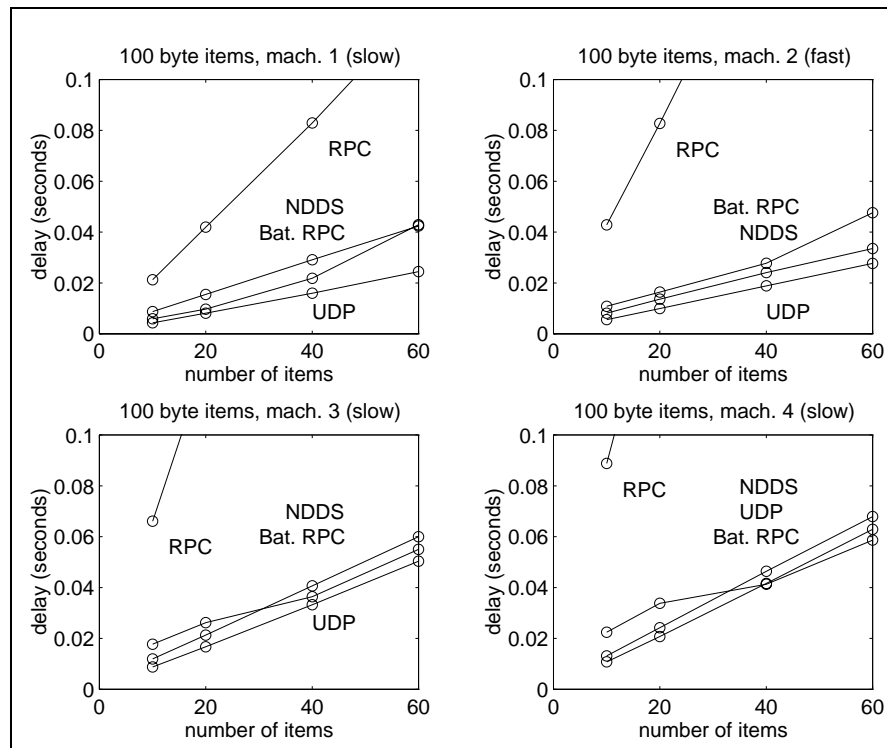 100 byte items, mach. 1 (slow)
0.1
0.08
0.06
0.04
0.02
0
delay (seconds)
RPC
NDDS
Bat. RPC
UDP
0 20 40 60
number of items
100 byte items, mach. 2 (fast)
0.1
0.08
0.06
0.04
0.02
0
delay (seconds)
RPC
Bat. RPC
NDDS
UDP
0 20 40 60
number of items
100 byte items, mach. 3 (slow)
0.1
0.08
0.06
0.04
0.02
0
delay (seconds)
NDDS
Bat. RPC
RPC
UDP
0 20 40 60
number of items
100 byte items, mach. 4 (slow)
0.1
0.08
0.06
0.04
0.02
0
delay (seconds)
RPC
NDDS
UDP
Bat. RPC
0 20 40 60
number of items